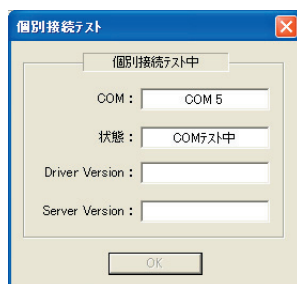 個別接続テスト
個別接続テスト中
COM : COM 5
状態 : COMテスト中
Driver Version :
Server Version :
OK